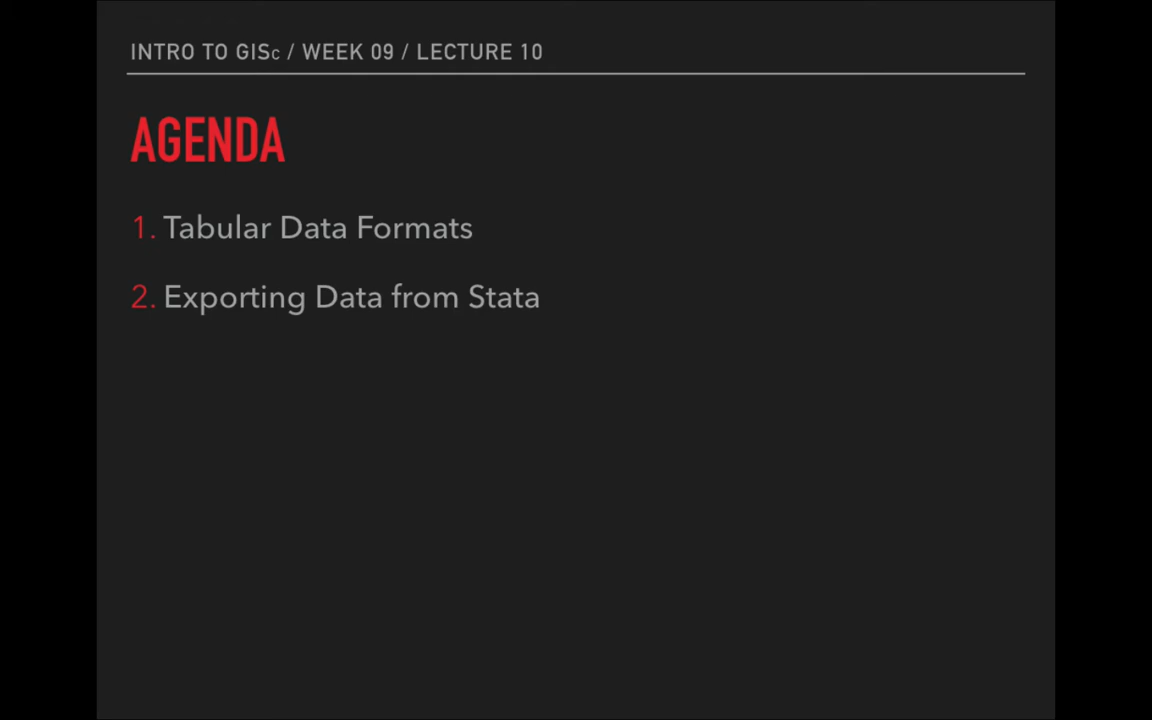 INTRO TO GISc / WEEK 09 / LECTURE 10
AGENDA
1. Tabular Data Formats
2. Exporting Data from Stata